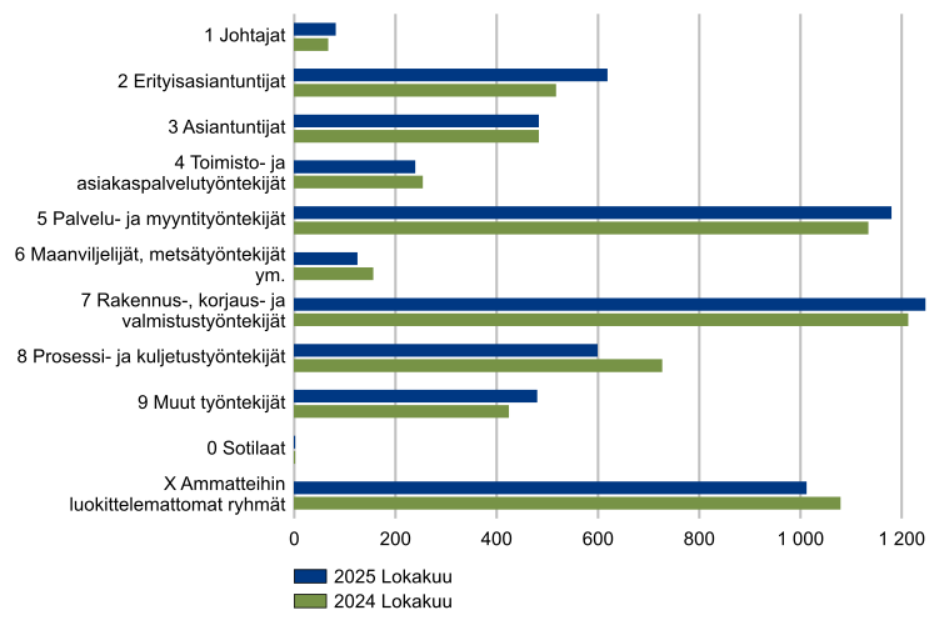 1 Johtajat
2 Erityisasiantuntijat
3 Asiantuntijat
4 Toimisto- ja
asiakaspalvelutyöntekijät
5 Palvelu- ja myyntityöntekijät
6 Maanviljelijät, metsätyöntekijät
ym.
7 Rakennus-, korjaus- ja
valmistustyöntekijät
8 Prosessi- ja kuljetustyöntekijät
9 Muut työntekijät
0 Sotilaat
X Ammatteihin
luokittelemattomat ryhmät
0 200 400 600 800 1 000 1 200
2025 Lokakuu
2024 Lokakuu